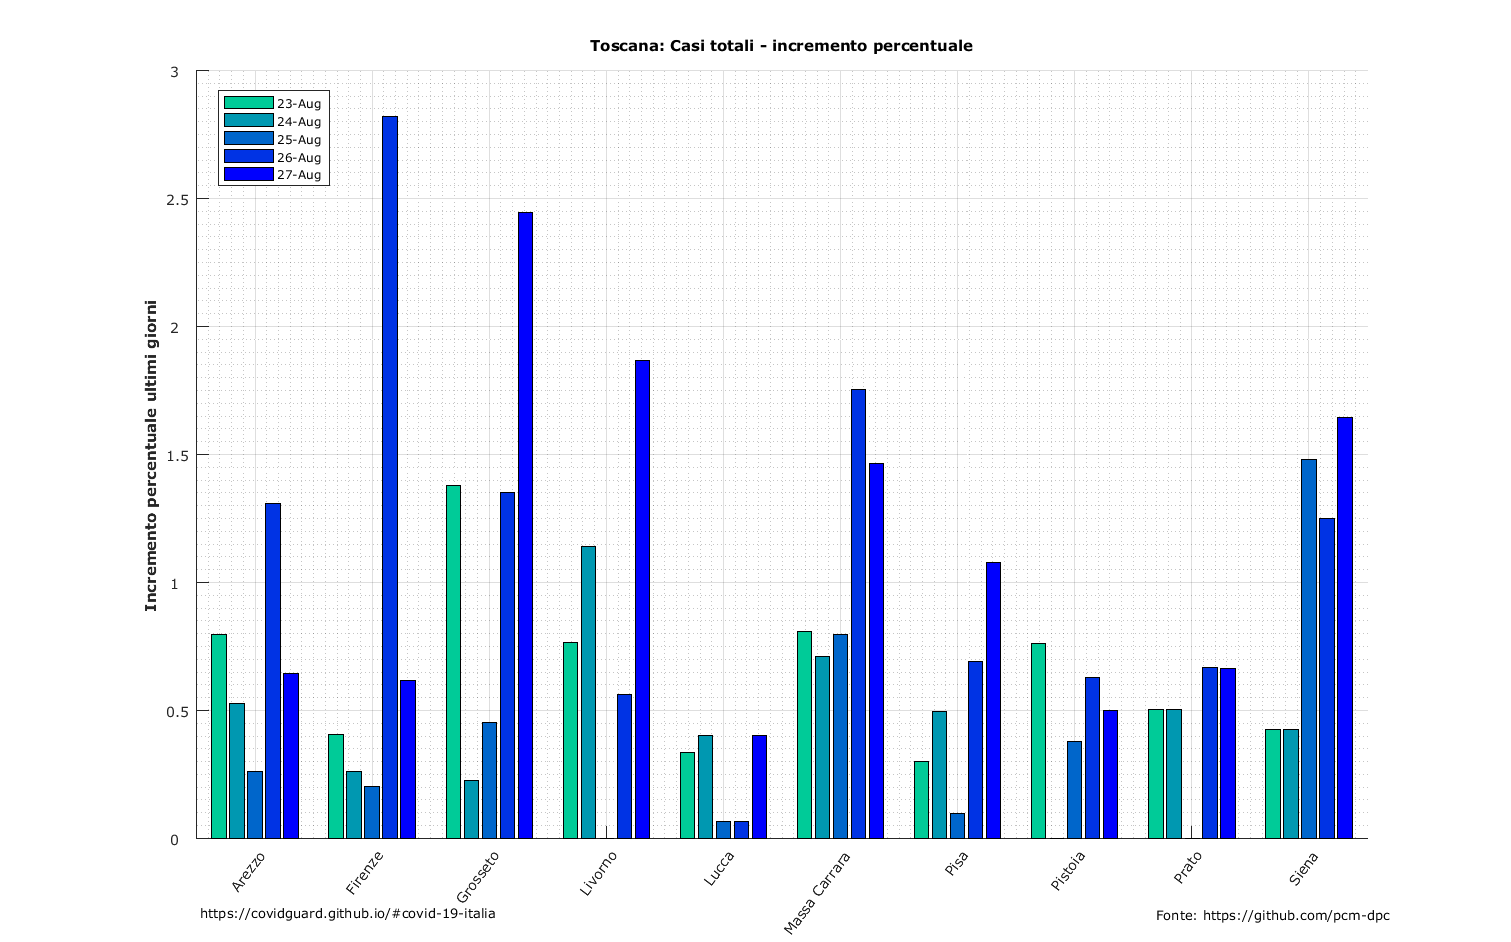 Toscana: Casi totali - incremento percentuale
3
2.5
2
1.5
1
0.5
0
Incremento percentuale ultimi giorni
23-Aug
24-Aug
25-Aug
26-Aug
27-Aug
Arezzo
Firenze
Grosseto
Livorno
Lucca
Massa Carrara
Pisa
Pistoia
Prato
Siena
https://covidguard.github.io/#covid-19-italia
Fonte: https://github.com/pcm-dpc